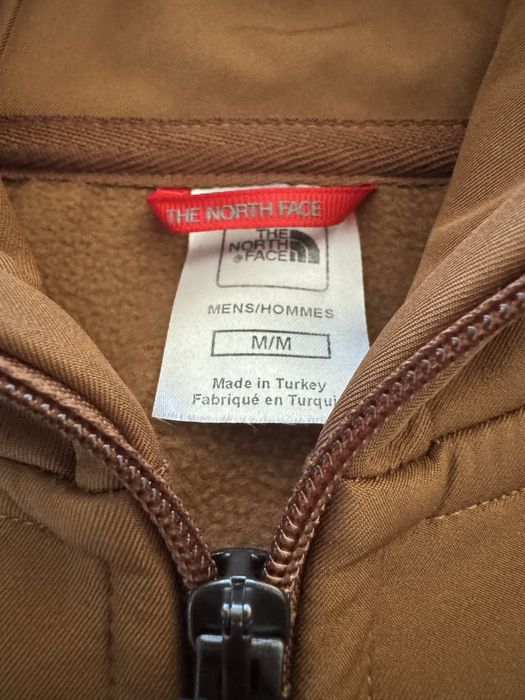 THE NORTH FACE
THE
NORTH
FACE
MENS/HOMMES
M/M
Made in Turkey
Fabriqué en Turqui